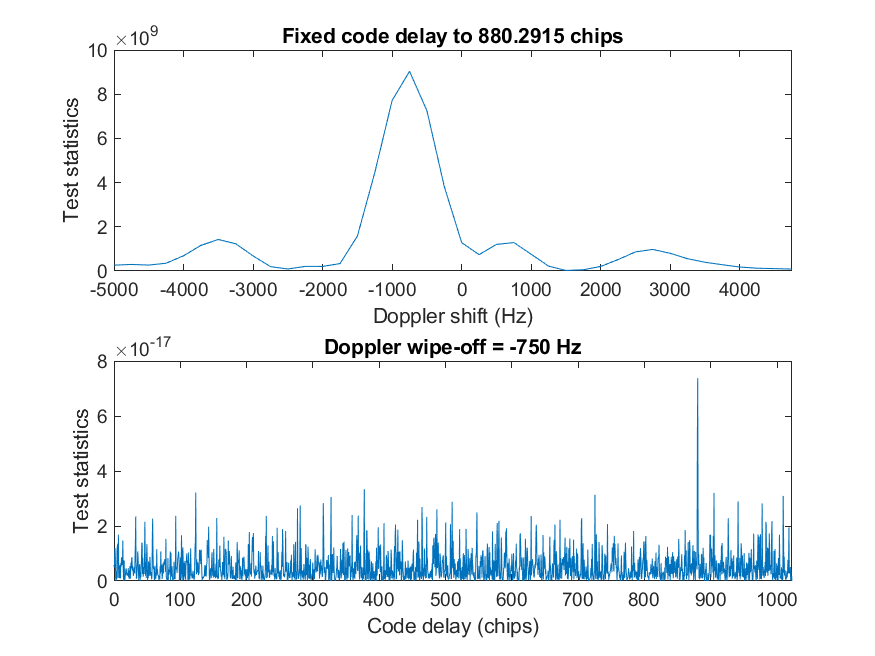 Fixed code delay to 880.2915 chips
×10^9
10
8
6
4
2
0
Test statistics
-5000 -4000 -3000 -2000 -1000 0 1000 2000 3000 4000
Doppler shift (Hz)
Doppler wipe-off = -750 Hz
×10^-17
8
6
4
2
0
Test statistics
0 100 200 300 400 500 600 700 800 900 1000
Code delay (chips)